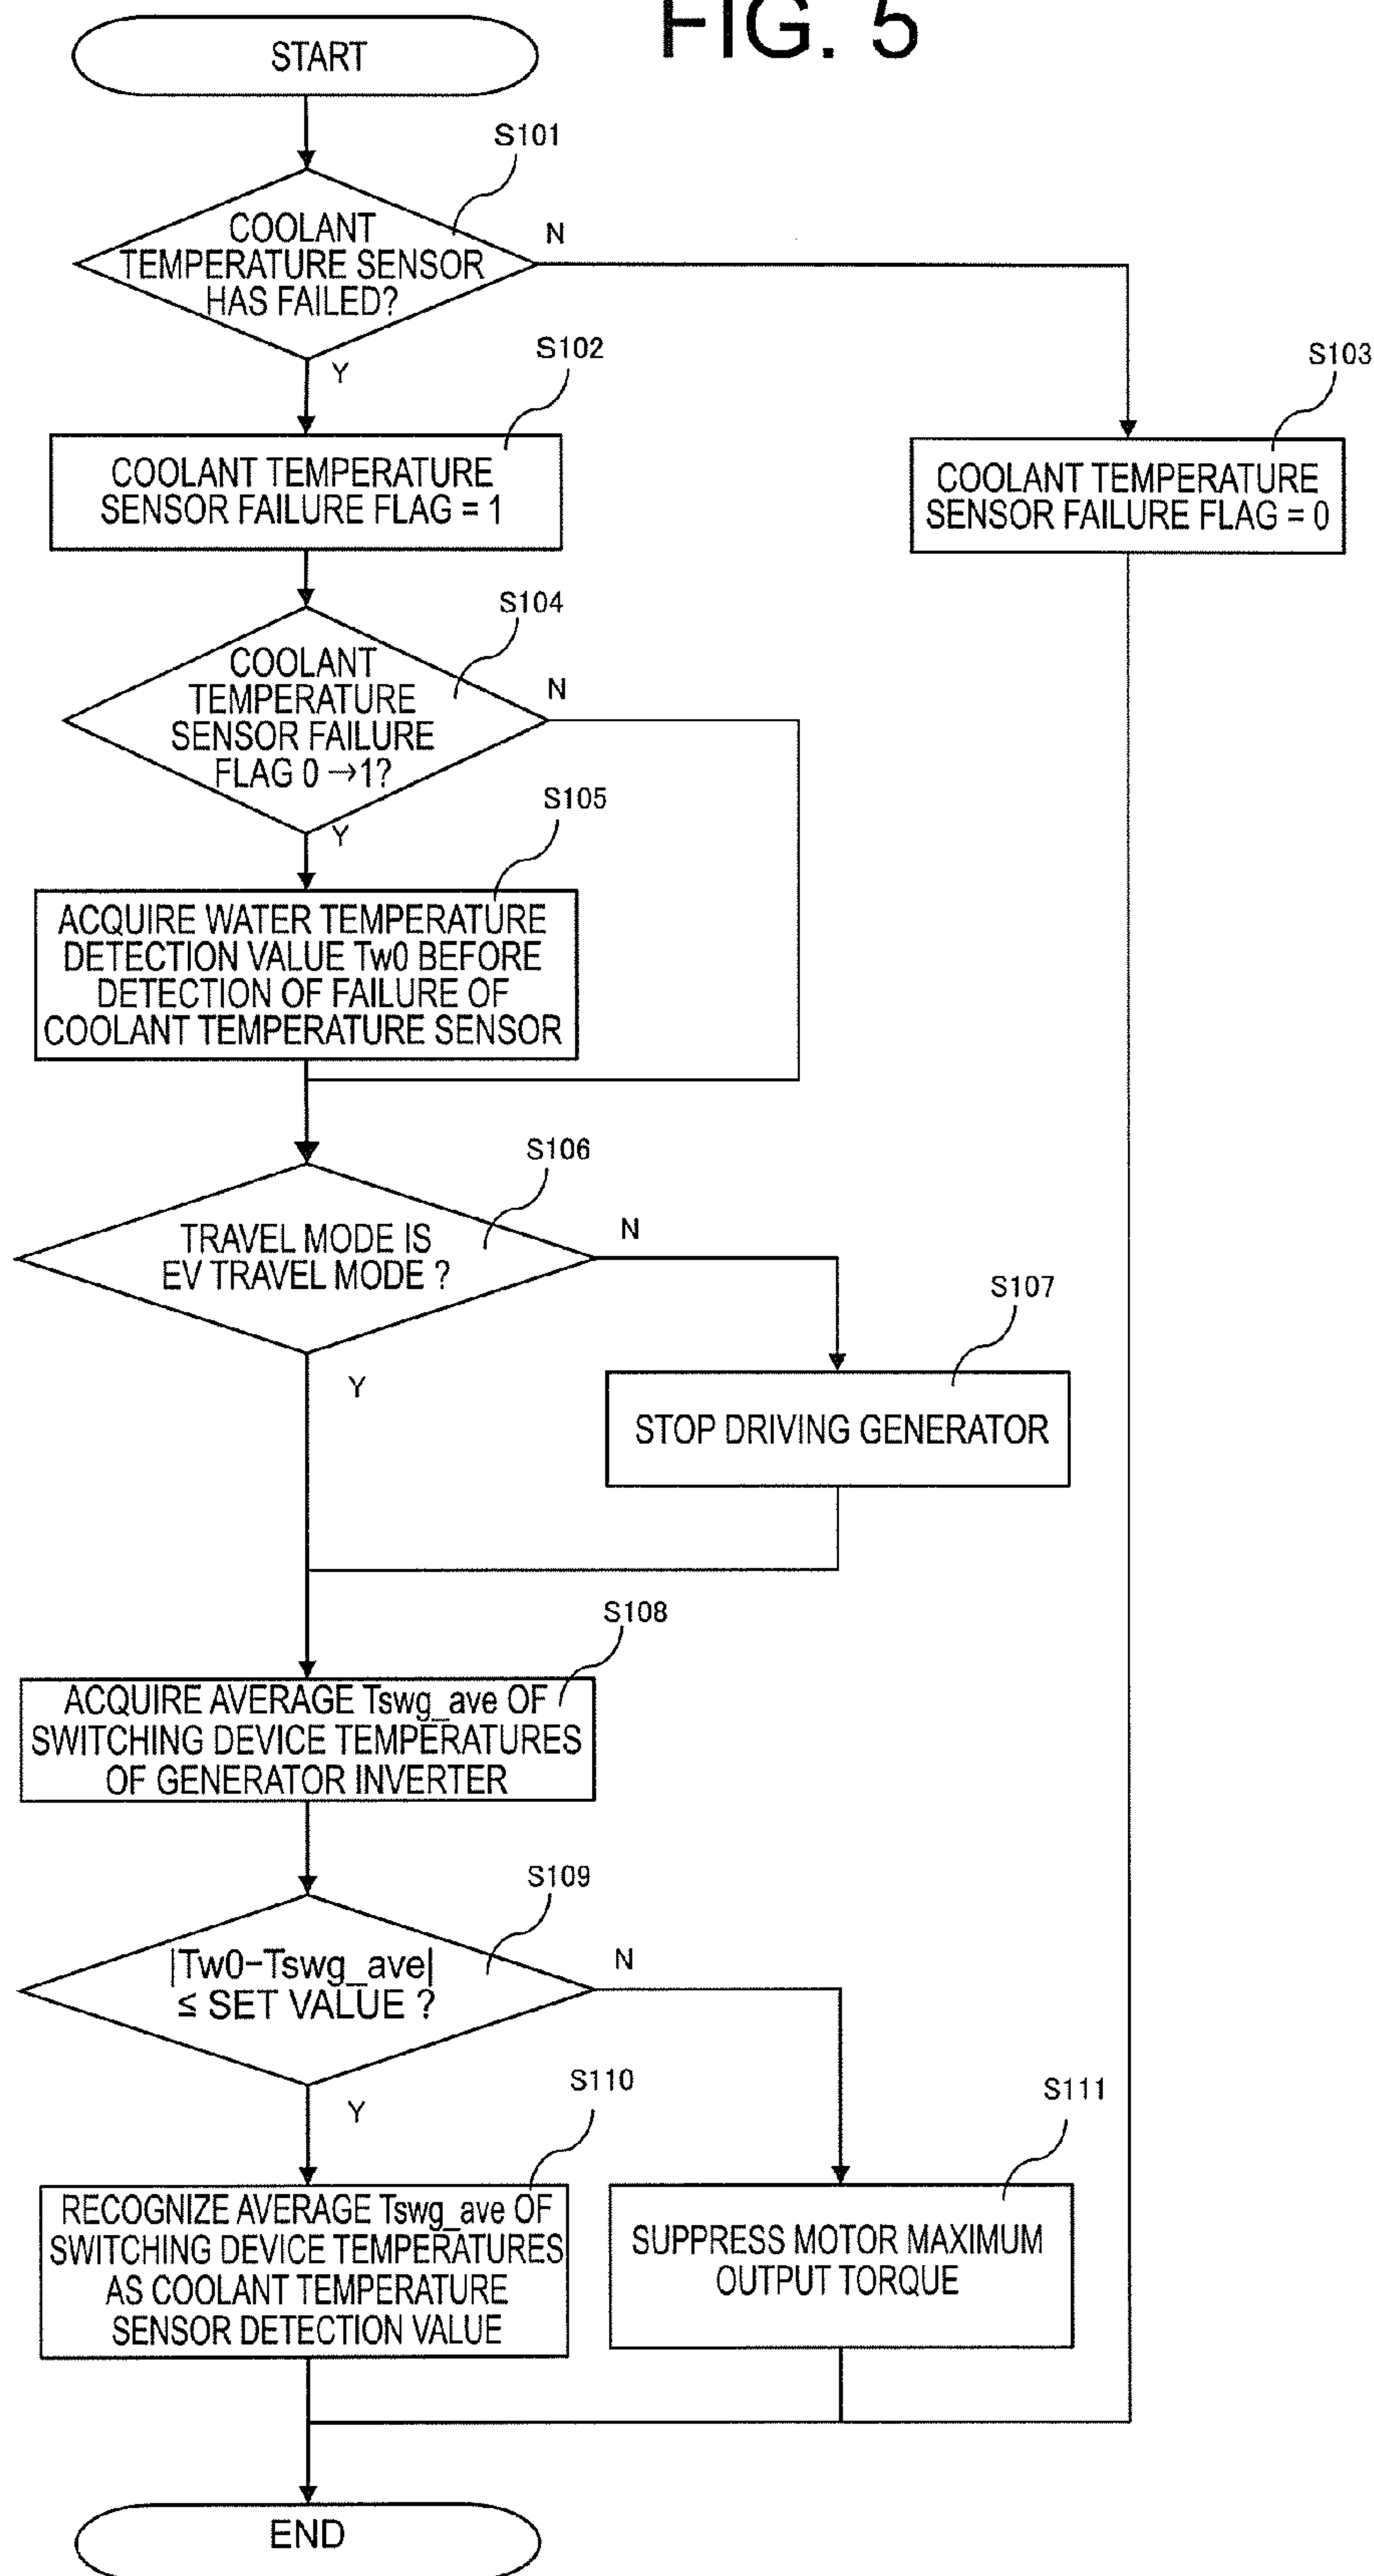 FIG. 5
START
S101
COOLANT
TEMPERATURE SENSOR
HAS FAILED?
N
Y
S102
COOLANT TEMPERATURE
SENSOR FAILURE FLAG = 1
S103
COOLANT TEMPERATURE
SENSOR FAILURE FLAG = 0
S104
COOLANT
TEMPERATURE
SENSOR FAILURE
FLAG 0 →1?
N
Y
S105
ACQUIRE WATER TEMPERATURE
DETECTION VALUE Tw0 BEFORE
DETECTION OF FAILURE OF
COOLANT TEMPERATURE SENSOR
S106
TRAVEL MODE IS
EV TRAVEL MODE ?
N
Y
S107
STOP DRIVING GENERATOR
S108
ACQUIRE AVERAGE Tswg_ave OF
SWITCHING DEVICE TEMPERATURES
OF GENERATOR INVERTER
S109
|Tw0−Tswg_ave|
≤ SET VALUE ?
N
Y
S110
RECOGNIZE AVERAGE Tswg_ave OF
SWITCHING DEVICE TEMPERATURES
AS COOLANT TEMPERATURE
SENSOR DETECTION VALUE
S111
SUPPRESS MOTOR MAXIMUM
OUTPUT TORQUE
END